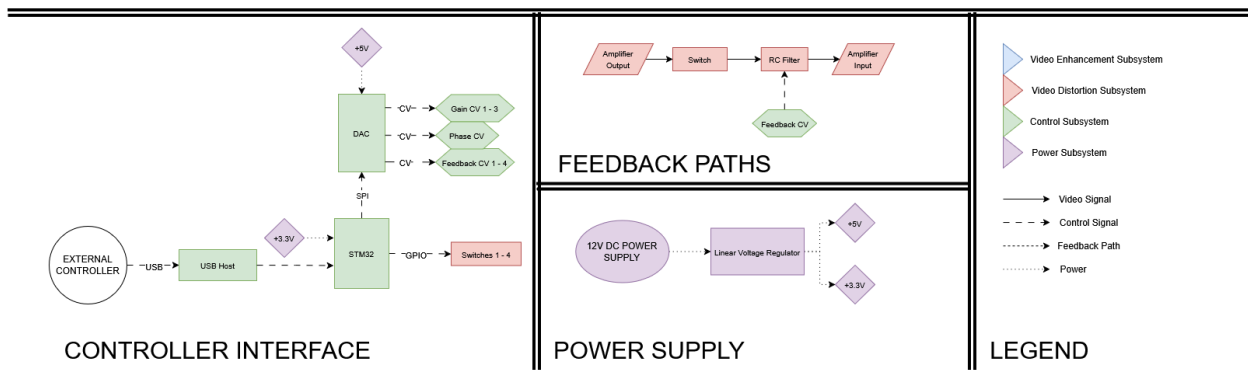 +5V
DAC
CV
Gain CV 1 - 3
CV
Phase CV
CV
Feedback CV 1 - 4
SPI
+3.3V
EXTERNAL
CONTROLLER
USB
USB Host
STM32
GPIO
Switches 1 - 4
CONTROLLER INTERFACE
Amplifier
Output
Switch
RC Filter
Amplifier
Input
Feedback CV
FEEDBACK PATHS
12V DC POWER
SUPPLY
Linear Voltage Regulator
+5V
+3.3V
POWER SUPPLY
Video Enhancement Subsystem
Video Distortion Subsystem
Control Subsystem
Power Subsystem
Video Signal
Control Signal
Feedback Path
Power
LEGEND